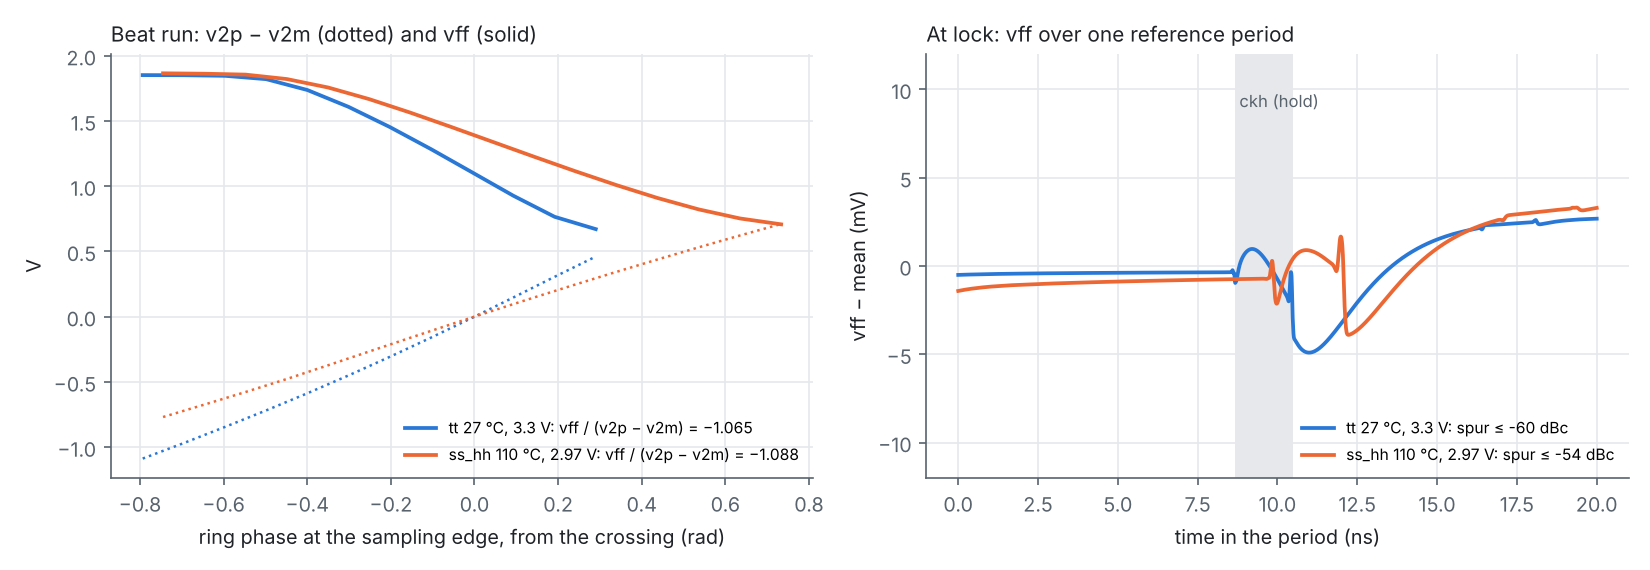 Beat run: v2p − v2m (dotted) and vff (solid)
V
2.0
1.5
1.0
0.5
0.0
−0.5
−1.0
tt 27 °C, 3.3 V: vff / (v2p − v2m) = −1.065
ss_hh 110 °C, 2.97 V: vff / (v2p − v2m) = −1.088
−0.8 −0.6 −0.4 −0.2 0.0 0.2 0.4 0.6 0.8
ring phase at the sampling edge, from the crossing (rad)
At lock: vff over one reference period
vff − mean (mV)
10
5
0
−5
−10
ckh (hold)
tt 27 °C, 3.3 V: spur ≤ -60 dBc
ss_hh 110 °C, 2.97 V: spur ≤ -54 dBc
0.0 2.5 5.0 7.5 10.0 12.5 15.0 17.5 20.0
time in the period (ns)